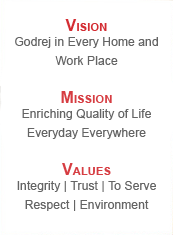 Vision
Godrej in Every Home and
Work Place
Mission
Enriching Quality of Life
Everyday Everywhere
Values
Integrity | Trust | To Serve
Respect | Environment